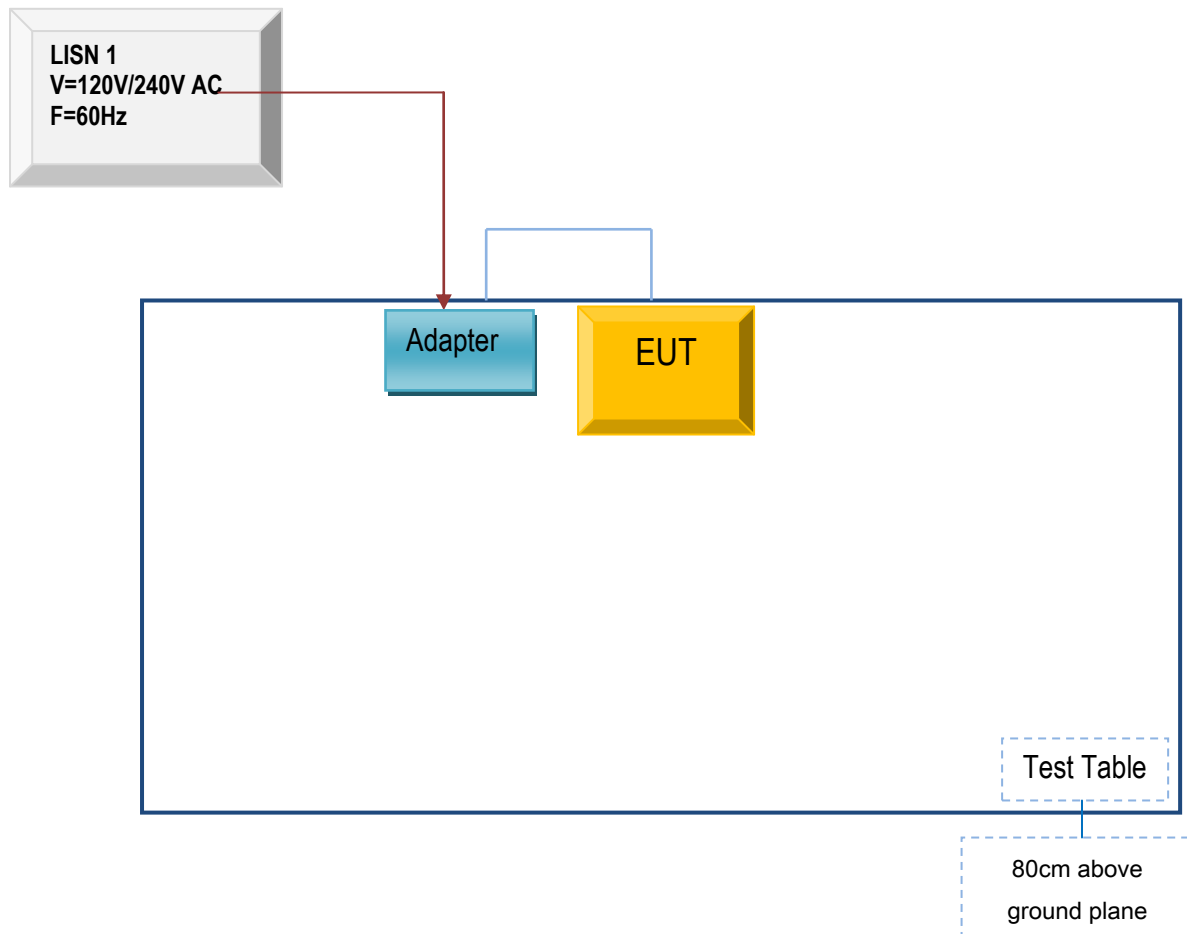 LISN 1
V=120V/240V AC
F=60Hz
Adapter
EUT
Test Table
80cm above
ground plane